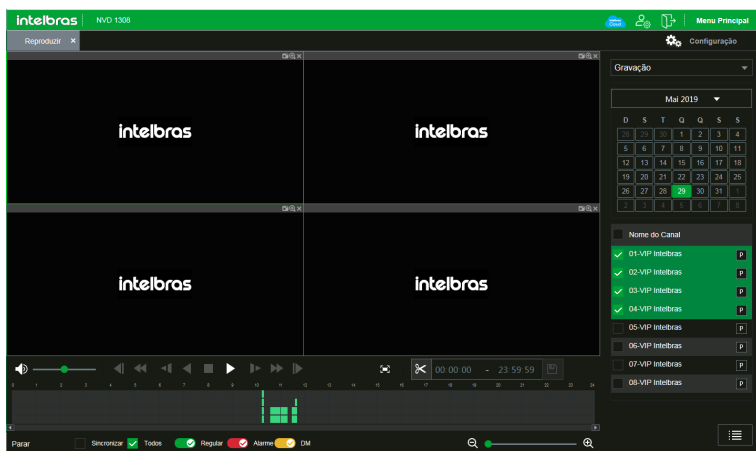 intelbras NVD 1308 Menu Principal
Reproduzir × Configuração
Gravação
Mai 2019
D S T Q Q S S
28 29 30 1 2 3 4
5 6 7 8 9 10 11
12 13 14 15 16 17 18
19 20 21 22 23 24 25
26 27 28 29 30 31 1
2 3 4 5 6 7 8
intelbras intelbras
intelbras intelbras
Nome do Canal
01-VIP Intelbras P
02-VIP Intelbras P
03-VIP Intelbras P
04-VIP Intelbras P
05-VIP Intelbras P
06-VIP Intelbras P
07-VIP Intelbras P
08-VIP Intelbras P
00:00:00 - 23:59:59
0 1 2 3 4 5 6 7 8 9 10 11 12 13 14 15 16 17 18 19 20 21 22 23 24
Parar Sincronizar Todos Regular Alarme DM